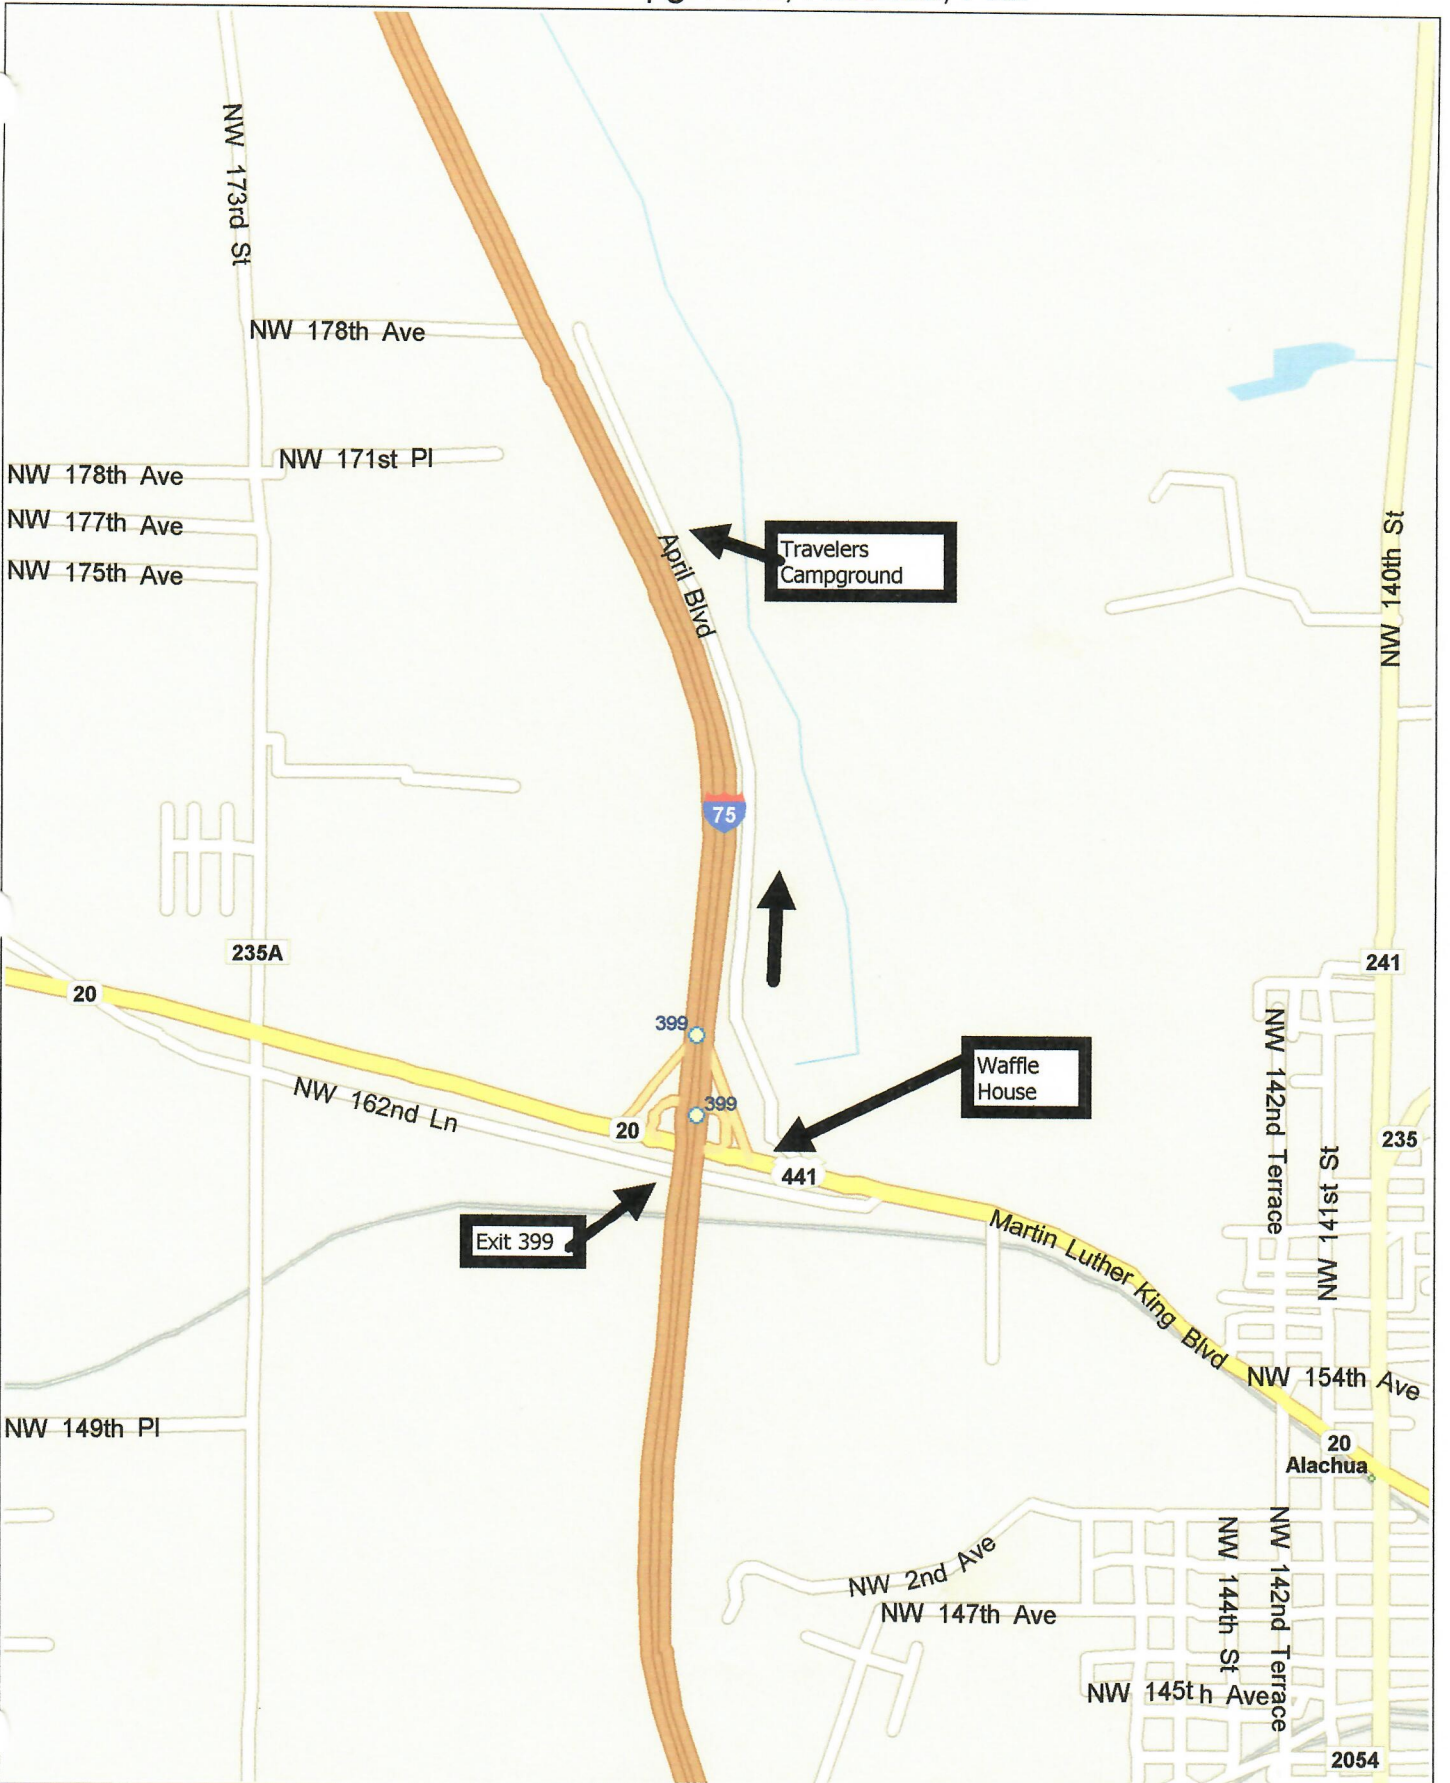 NW 173rd St
NW 178th Ave
NW 171st Pl
NW 178th Ave
NW 177th Ave
NW 175th Ave
April Blvd
Travelers
Campground
NW 140th St
75
235A
20
241
399
Waffle
House
NW 162nd Ln
399
20
441
NW 142nd Terrace
235
NW 141st St
Exit 399
Martin Luther King Blvd
NW 154th Ave
NW 149th Pl
20
Alachua
NW 2nd Ave
NW 147th Ave
NW 144th St
NW 142nd Terrace
NW 145th Ave
2054